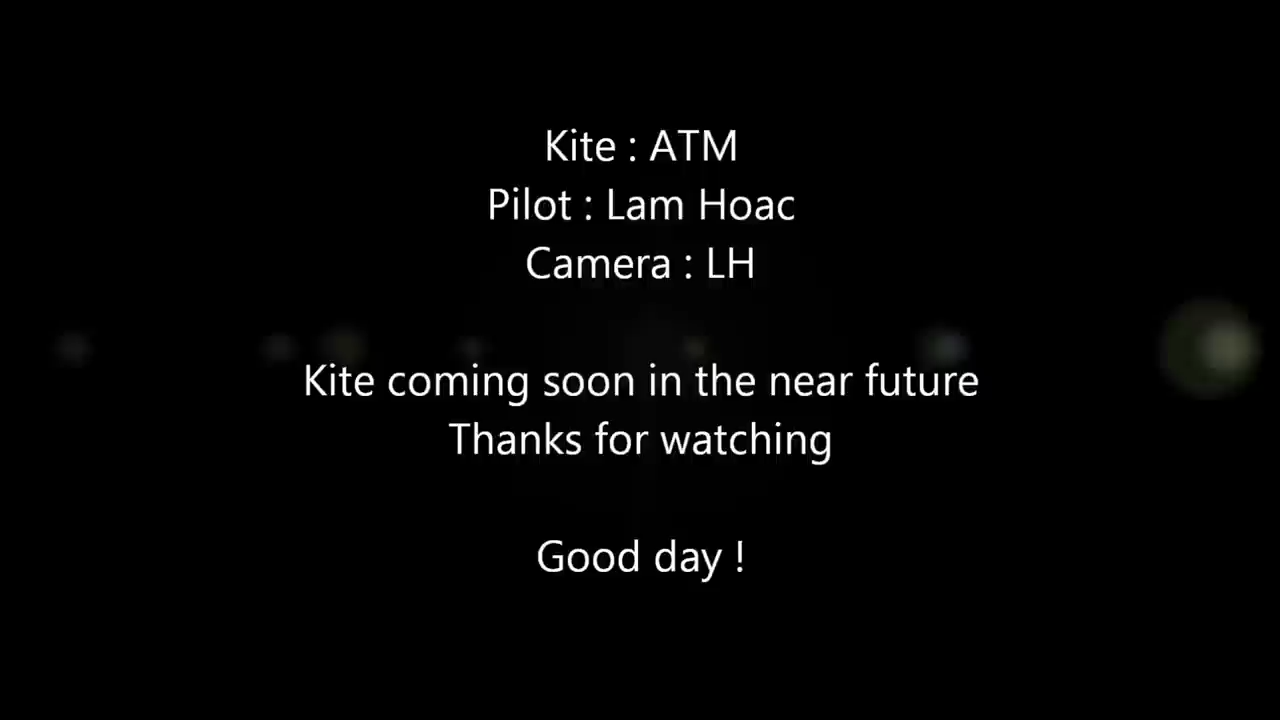 Kite : ATM
Pilot : Lam Hoac
Camera : LH
Kite coming soon in the near future
Thanks for watching
Good day !